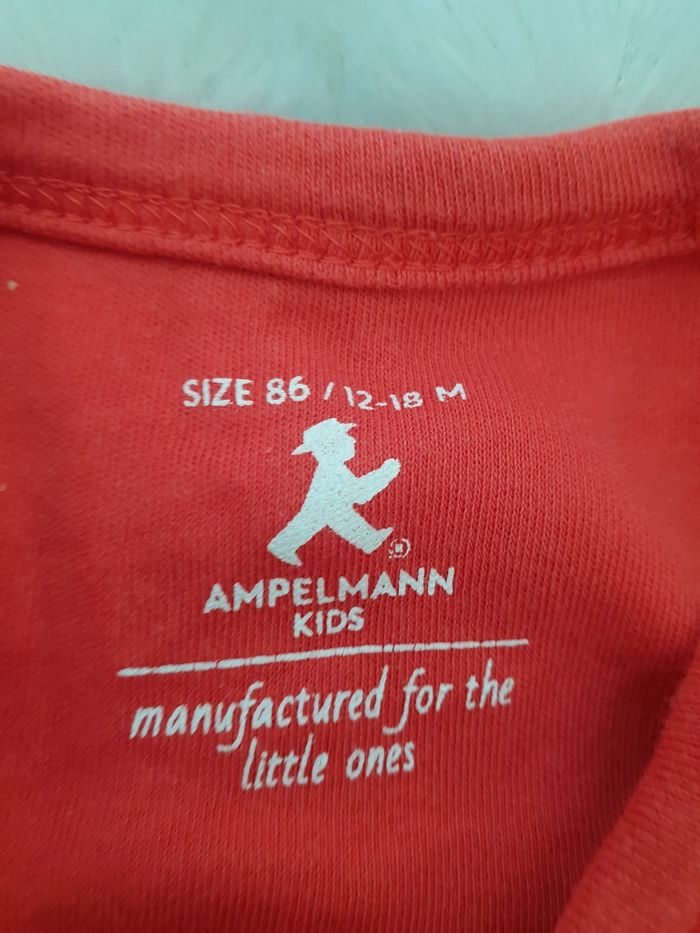 SIZE 86 / 12-18 M
AMPELMANN
KIDS
manufactured for the
little ones